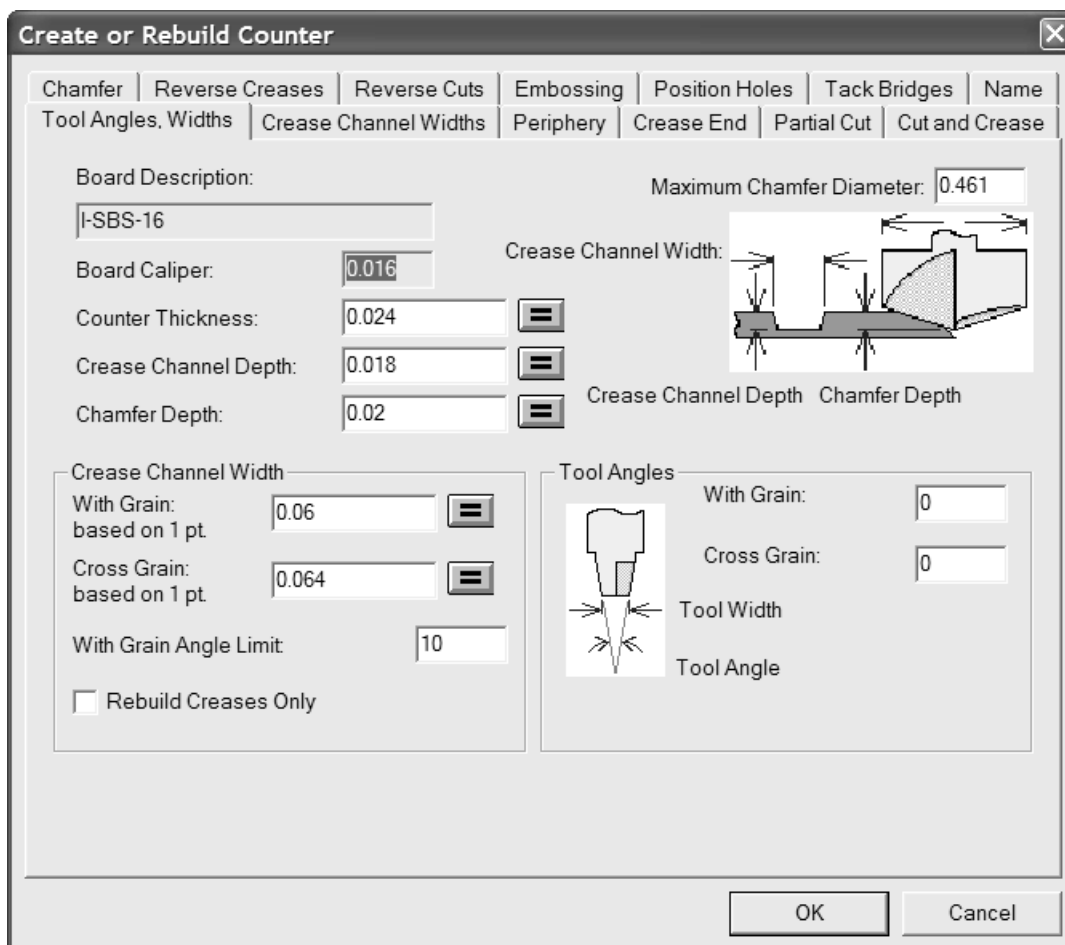 Create or Rebuild Counter
Chamfer Reverse Creases Reverse Cuts Embossing Position Holes Tack Bridges Name
Tool Angles, Widths Crease Channel Widths Periphery Crease End Partial Cut Cut and Crease
Board Description:
I-SBS-16
Maximum Chamfer Diameter: 0.461
Crease Channel Width:
Board Caliper: 0.016
Counter Thickness: 0.024 =
Crease Channel Depth: 0.018 =
Chamfer Depth: 0.02 =
Crease Channel Depth Chamfer Depth
Crease Channel Width
With Grain: 0.06 =
based on 1 pt.
Cross Grain: 0.064 =
based on 1 pt.
With Grain Angle Limit: 10
Rebuild Creases Only
Tool Angles
With Grain: 0
Cross Grain: 0
Tool Width
Tool Angle
OK Cancel